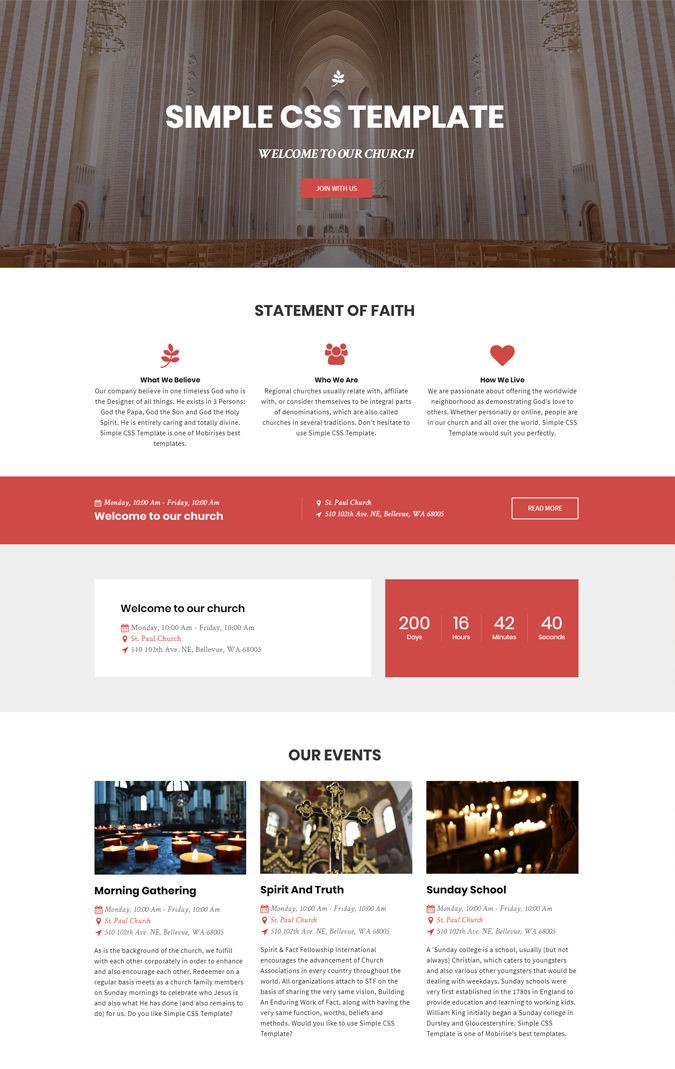 SIMPLE CSS TEMPLATE
WELCOME TO OUR CHURCH
JOIN WITH US
STATEMENT OF FAITH
What We Believe
Our company believe in one timeless God who is
the Designer of all things. He exists in 3 Persons:
God the Papa, God the Son and God the Holy
Spirit. He is entirely caring and totally divine.
Simple CSS Template is one of Mobirises best
templates.
Who We Are
Regional churches usually relate with, affiliate
with, or consider themselves to be integral parts
of denominations, which are also called
churches in several traditions. Don't hesitate to
use Simple CSS Template.
How We Live
We are passionate about offering the worldwide
neighborhood as demonstrating God's love to
others. Whether personally or online, people are
in our church and all over the world. Simple CSS
Template would suit you perfectly.
Monday, 10:00 Am - Friday, 10:00 Am
Welcome to our church
St. Paul Church
510 102th Ave. NE, Bellevue, WA 68005
READ MORE
Welcome to our church
Monday, 10:00 Am - Friday, 10:00 Am
St. Paul Church
510 102th Ave. NE, Bellevue, WA 68005
200 16 42 40
Days Hours Minutes Seconds
OUR EVENTS
Morning Gathering
Monday, 10:00 Am - Friday, 10:00 Am
St. Paul Church
510 102th Ave. NE, Bellevue, WA 68005
As is the background of the church, we fulfill
with each other corporately in order to enhance
and also encourage each other. Redeemer on a
regular basis meets as a church family members
on Sunday mornings to celebrate who Jesus is
and also what He has done (and also remains to
do) for us. Do you like Simple CSS Template?
Spirit And Truth
Monday, 10:00 Am - Friday, 10:00 Am
St. Paul Church
510 102th Ave. NE, Bellevue, WA 68005
Spirit & Fact Fellowship International
encourages the advancement of Church
Associations in every country throughout the
world. All organizations attach to STF on the
basis of sharing the very same vision, Building
An Enduring Work of Fact, along with having the
very same function, worths, beliefs and
methods. Would you like to use Simple CSS
Template?
Sunday School
Monday, 10:00 Am - Friday, 10:00 Am
St. Paul Church
510 102th Ave. NE, Bellevue, WA 68005
A 'Sunday college is a school, usually (but not
always) Christian, which caters to youngsters
and also various other youngsters that would be
dealing with weekdays. Sunday schools were
very first established in the 1780s in England to
provide education and learning to working kids.
William King initially began a Sunday college in
Dursley and Gloucestershire. Simple CSS
Template is one of Mobirise's best templates.